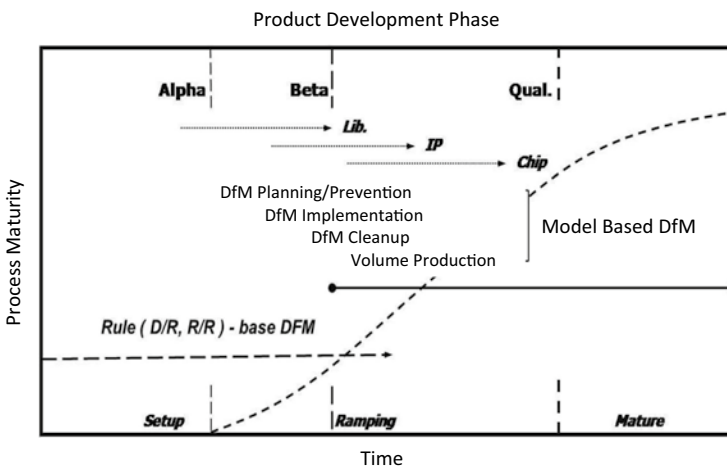 Product Development Phase
Alpha
Beta
Qual.
Lib.
IP
Chip
DfM Planning/Prevention
DfM Implementation
DfM Cleanup
Volume Production
Model Based DfM
Process Maturity
Rule ( D/R, R/R ) - base DFM
Setup
Ramping
Mature
Time